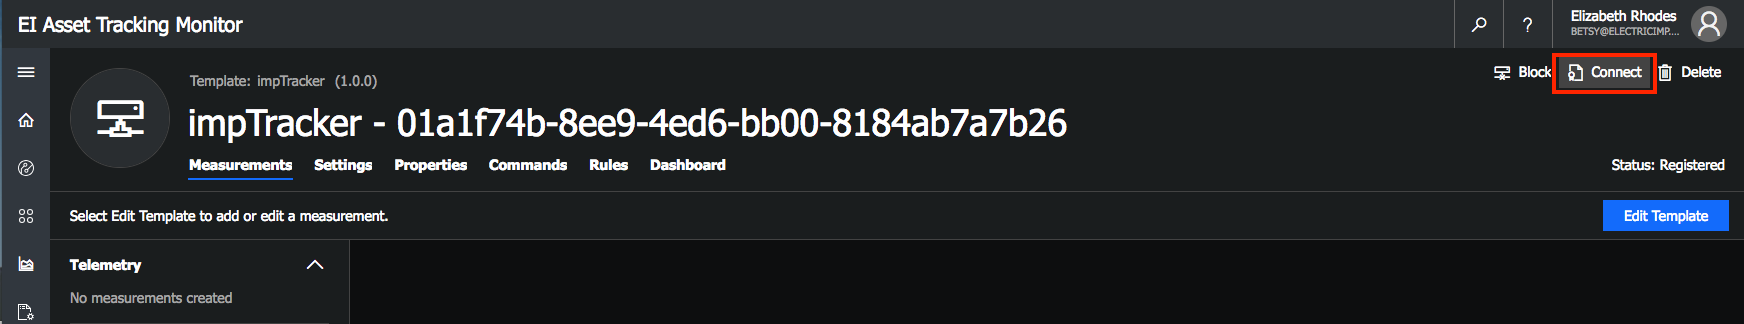 EI Asset Tracking Monitor
?
Elizabeth Rhodes
BETSY@ELECTRICIMP....
Template: impTracker (1.0.0)
Block
Connect
Delete
impTracker - 01a1f74b-8ee9-4ed6-bb00-8184ab7a7b26
Measurements Settings Properties Commands Rules Dashboard
Status: Registered
Select Edit Template to add or edit a measurement.
Edit Template
Telemetry
No measurements created